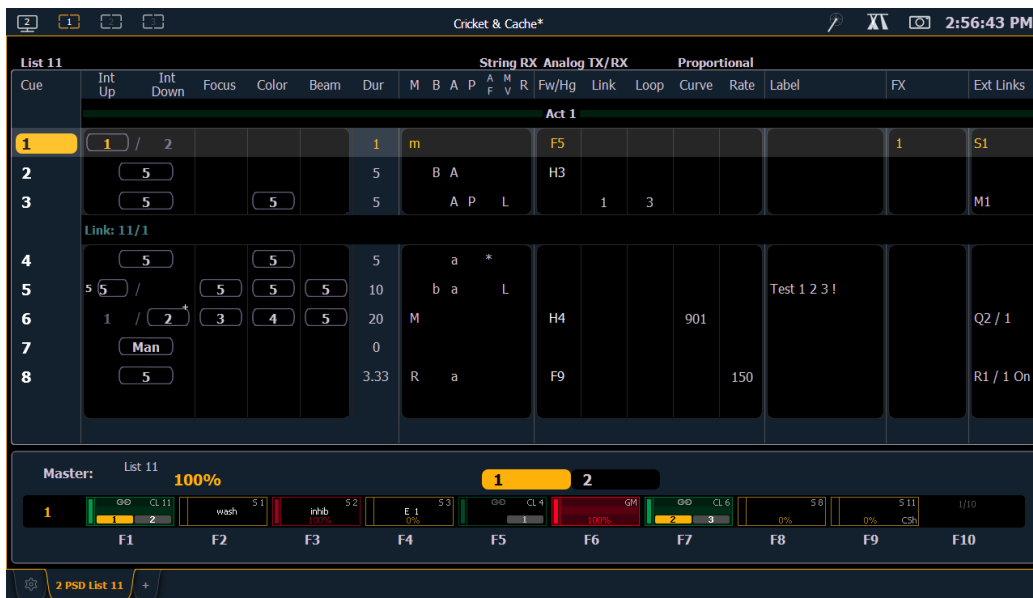 2 1 2 3 Cricket & Cache* 2:56:43 PM
List 11 String RX Analog TX/RX Proportional
Cue Int Up Int Down Focus Color Beam Dur M B A P AF MV R Fw/Hg Link Loop Curve Rate Label FX Ext Links
Act 1
1 1 / 2 1 m F5 1 S1
2 5 5 B A H3
3 5 5 5 A P L 1 3 M1
Link: 11/1
4 5 5 5 a *
5 5 5 / 5 5 5 10 b a L Test 1 2 3 !
6 1 / 2 + 3 4 5 20 M H4 901 Q2 / 1
7 Man 0
8 5 3.33 R a F9 150 R1 / 1 On
Master: List 11 100% 1 2
1 CL 11 1 2 S 1 wash S 2 inhib 100% S 3 E 1 0% CL 4 1 GM 100% CL 6 2 3 S 8 0% S 11 0% CSh 1/10
F1 F2 F3 F4 F5 F6 F7 F8 F9 F10
2 PSD List 11 +